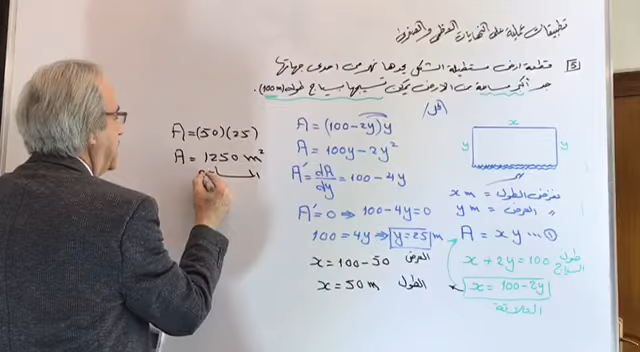 تطبيقات عملية على النهايات العظمى والصغرى
5 قطعة ارض مستطيلة الشكل يحدها نهر من احدى جهاتها
جد أكبر مساحة من الأرض يمكن تسييجها بسياج طوله (100 m).
الحل/
x
y y
نفرض الطول = x m
" العرض = y m
A = x y ... ①
x + 2y = 100 طول السياج
x = 100 - 2y
العلاقة
A = (100 - 2y) y
A = 100y - 2y²
A' = dA/dy = 100 - 4y
A' = 0 ⇒ 100 - 4y = 0
100 = 4y ⇒ y = 25 m
العرض
x = 100 - 50
x = 50 m الطول
A = (50)(25)
A = 1250 m²